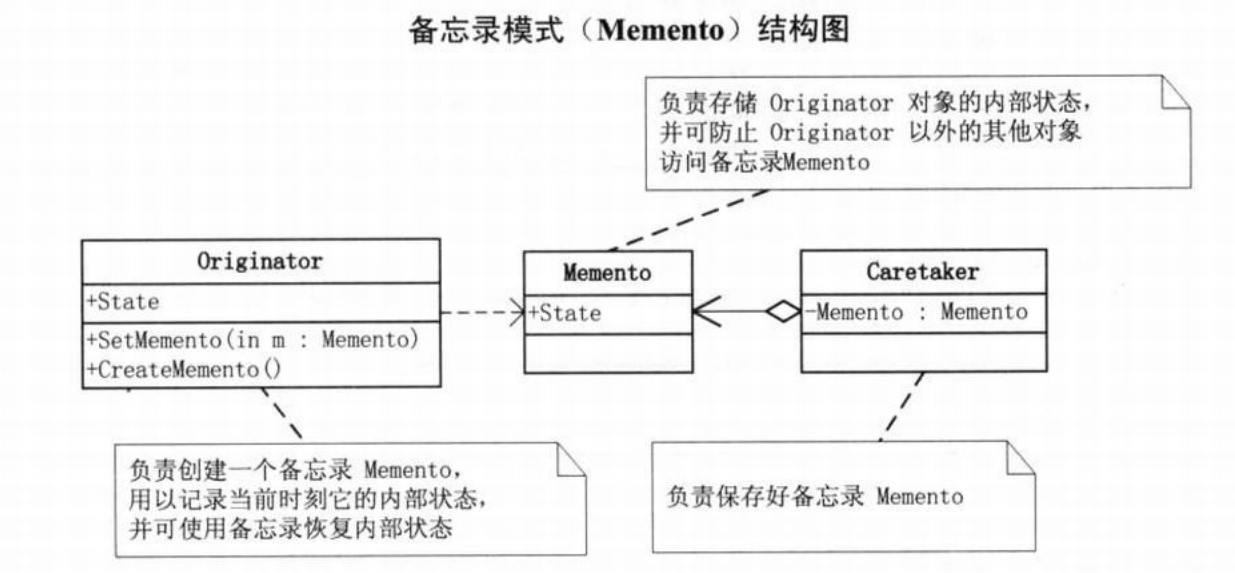 备忘录模式（Memento）结构图
负责存储 Originator 对象的内部状态，
并可防止 Originator 以外的其他对象
访问备忘录Memento
Originator
+State
+SetMemento(in m : Memento)
+CreateMemento()
Memento
+State
Caretaker
-Memento : Memento
负责创建一个备忘录 Memento，
用以记录当前时刻它的内部状态，
并可使用备忘录恢复内部状态
负责保存好备忘录 Memento